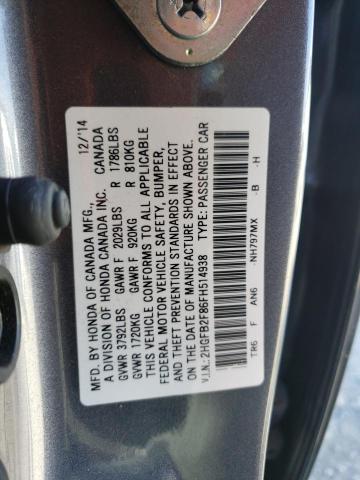 MFD. BY HONDA OF CANADA MFG., 12/'14
A DIVISION OF HONDA CANADA INC. CANADA
GVWR 3792LBS GAWR F 2029LBS R 1786LBS
GVWR 1720KG GAWR F 920KG R 810KG
THIS VEHICLE CONFORMS TO ALL APPLICABLE
FEDERAL MOTOR VEHICLE SAFETY, BUMPER,
AND THEFT PREVENTION STANDARDS IN EFFECT
ON THE DATE OF MANUFACTURE SHOWN ABOVE.
V.I.N.: 2HGFB2F86FH514938 TYPE: PASSENGER CAR
TR6 F AN6 -NH797MX -B -H